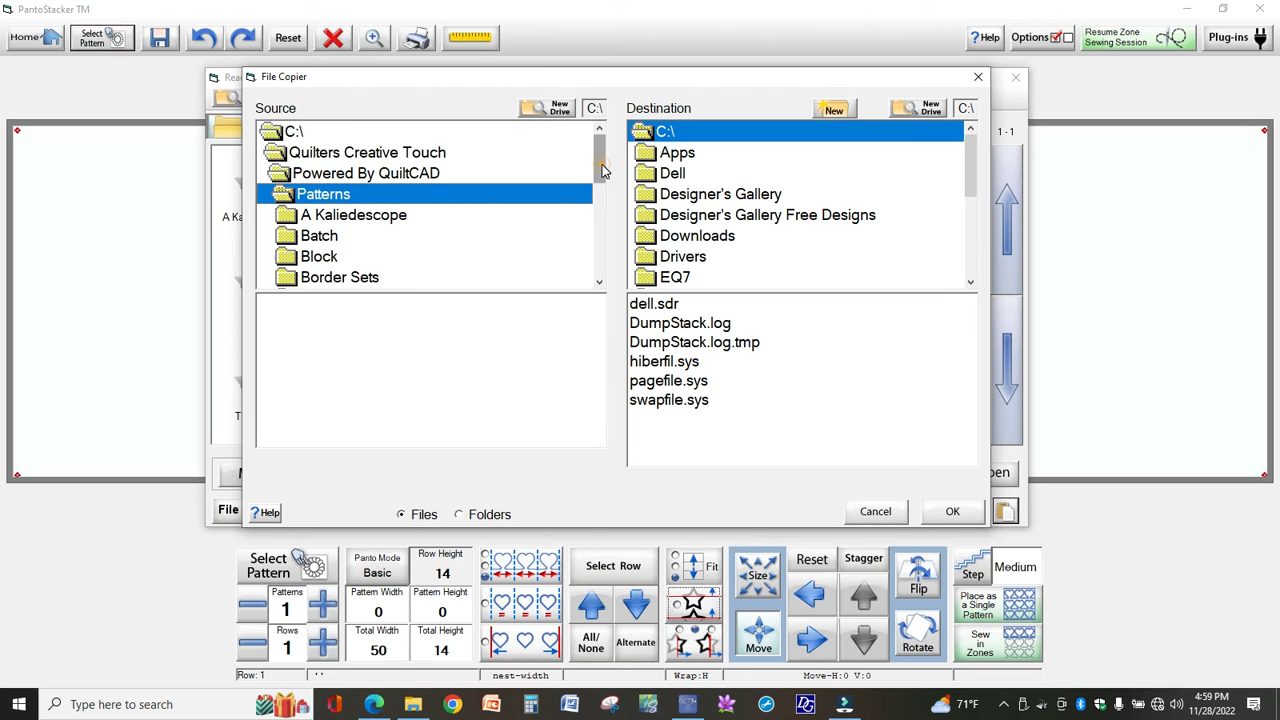 PantoStacker TM
Home
Select
Pattern
Reset
?Help
Options
Resume Zone
Sewing Session
Plug-ins
Rea
File Copier
Source
New
Drive
C:\
Destination
New
New
Drive
C:\
1 - 1
C:\
Quilters Creative Touch
Powered By QuiltCAD
Patterns
A Kaliedescope
Batch
Block
Border Sets
C:\
Apps
Dell
Designer's Gallery
Designer's Gallery Free Designs
Downloads
Drivers
EQ7
A Ka
dell.sdr
DumpStack.log
DumpStack.log.tmp
hiberfil.sys
pagefile.sys
swapfile.sys
T
en
File
?Help
Files
Folders
Cancel
OK
Select
Pattern
Panto Mode
Basic
Row Height
14
Patterns
1
Pattern Width
0
Pattern Height
0
Rows
1
Total Width
50
Total Height
14
Select Row
All/
None
Alternate
Fit
Size
Move
Reset
Stagger
Flip
Rotate
Step
Medium
Place as
a Single
Pattern
Sew
in
Zones
Row: 1
' '
nest-width
Wrap:H
Move-H: 0 V: 0
Type here to search
71°F
4:59 PM
11/28/2022